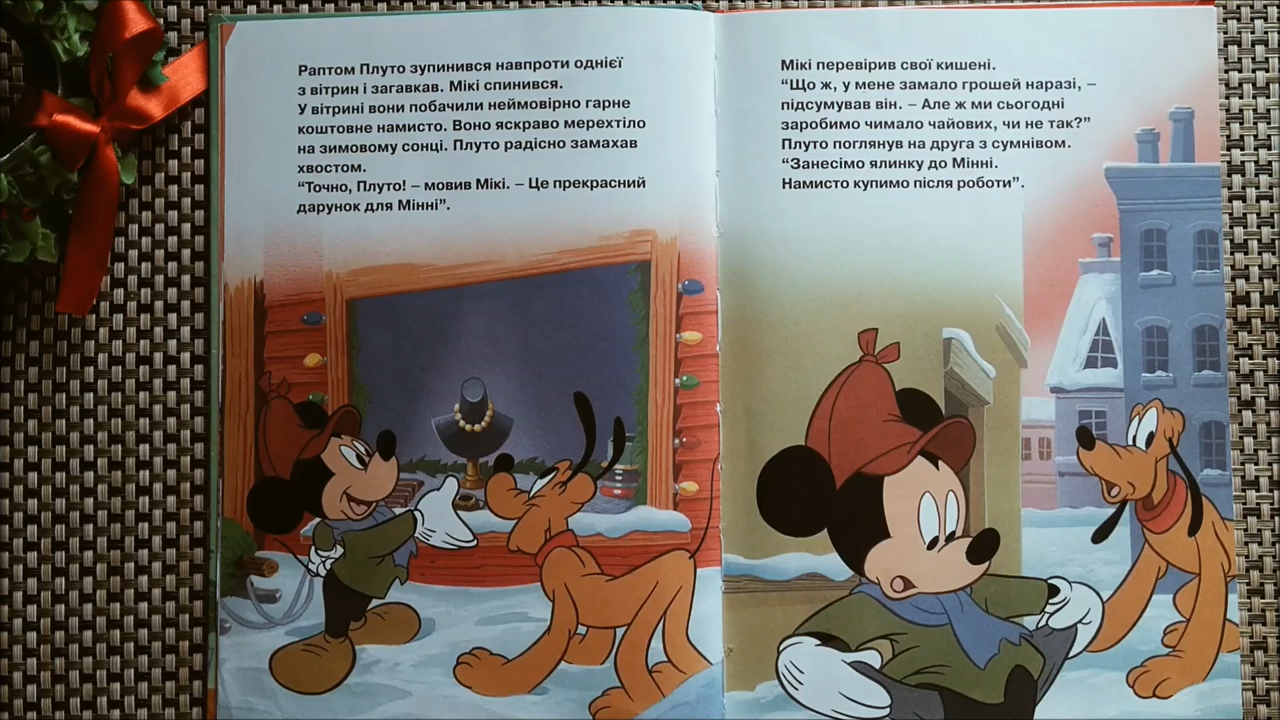 Раптом Плуто зупинився навпроти однієї
з вітрин і загавкав. Мікі спинився.
У вітрині вони побачили неймовірно гарне
коштовне намисто. Воно яскраво мерехтіло
на зимовому сонці. Плуто радісно замахав
хвостом.
“Точно, Плуто! – мовив Мікі. – Це прекрасний
дарунок для Мінні”.
Мікі перевірив свої кишені.
“Що ж, у мене замало грошей наразі, –
підсумував він. – Але ж ми сьогодні
заробимо чимало чайових, чи не так?”
Плуто поглянув на друга з сумнівом.
“Занесімо ялинку до Мінні.
Намисто купимо після роботи”.